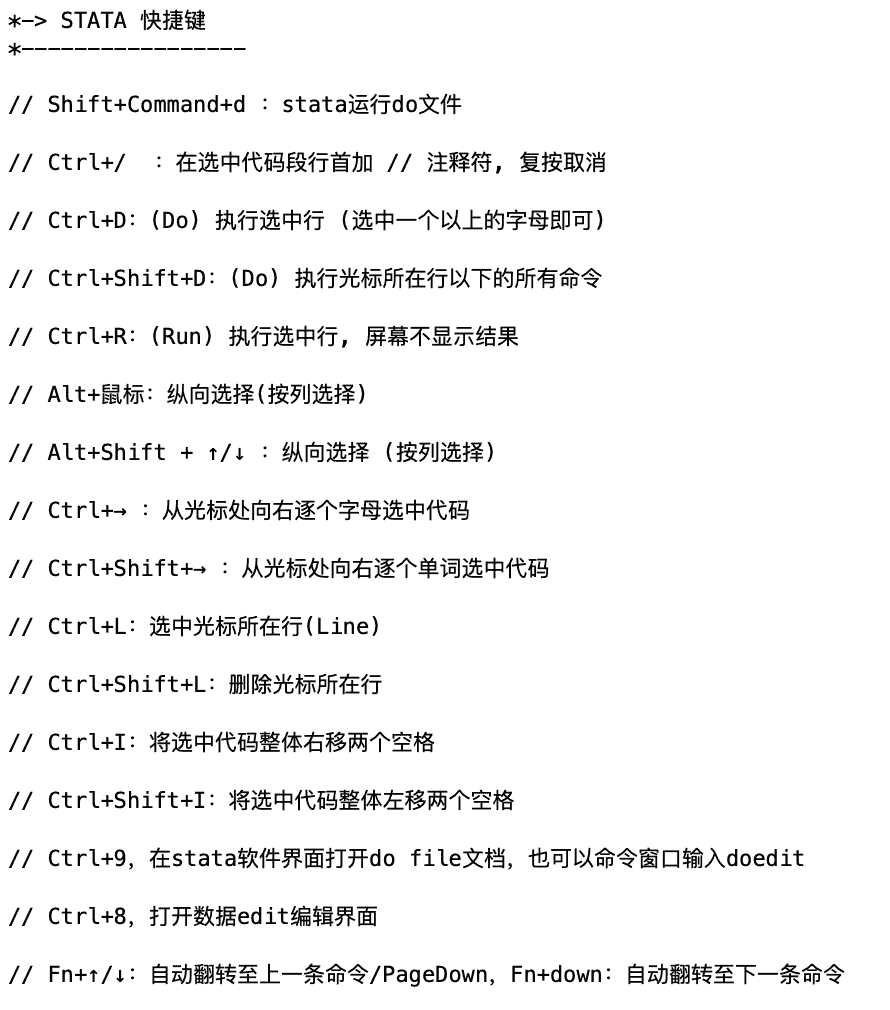 *-> STATA 快捷键
*-----------------
// Shift+Command+d : stata运行do文件
// Ctrl+/  : 在选中代码段行首加 // 注释符, 复按取消
// Ctrl+D: (Do) 执行选中行 (选中一个以上的字母即可)
// Ctrl+Shift+D: (Do) 执行光标所在行以下的所有命令
// Ctrl+R: (Run) 执行选中行, 屏幕不显示结果
// Alt+鼠标: 纵向选择(按列选择)
// Alt+Shift + ↑/↓ : 纵向选择 (按列选择)
// Ctrl+→ : 从光标处向右逐个字母选中代码
// Ctrl+Shift+→ : 从光标处向右逐个单词选中代码
// Ctrl+L: 选中光标所在行(Line)
// Ctrl+Shift+L: 删除光标所在行
// Ctrl+I: 将选中代码整体右移两个空格
// Ctrl+Shift+I: 将选中代码整体左移两个空格
// Ctrl+9, 在stata软件界面打开do file文档, 也可以命令窗口输入doedit
// Ctrl+8, 打开数据edit编辑界面
// Fn+↑/↓: 自动翻转至上一条命令/PageDown, Fn+down: 自动翻转至下一条命令